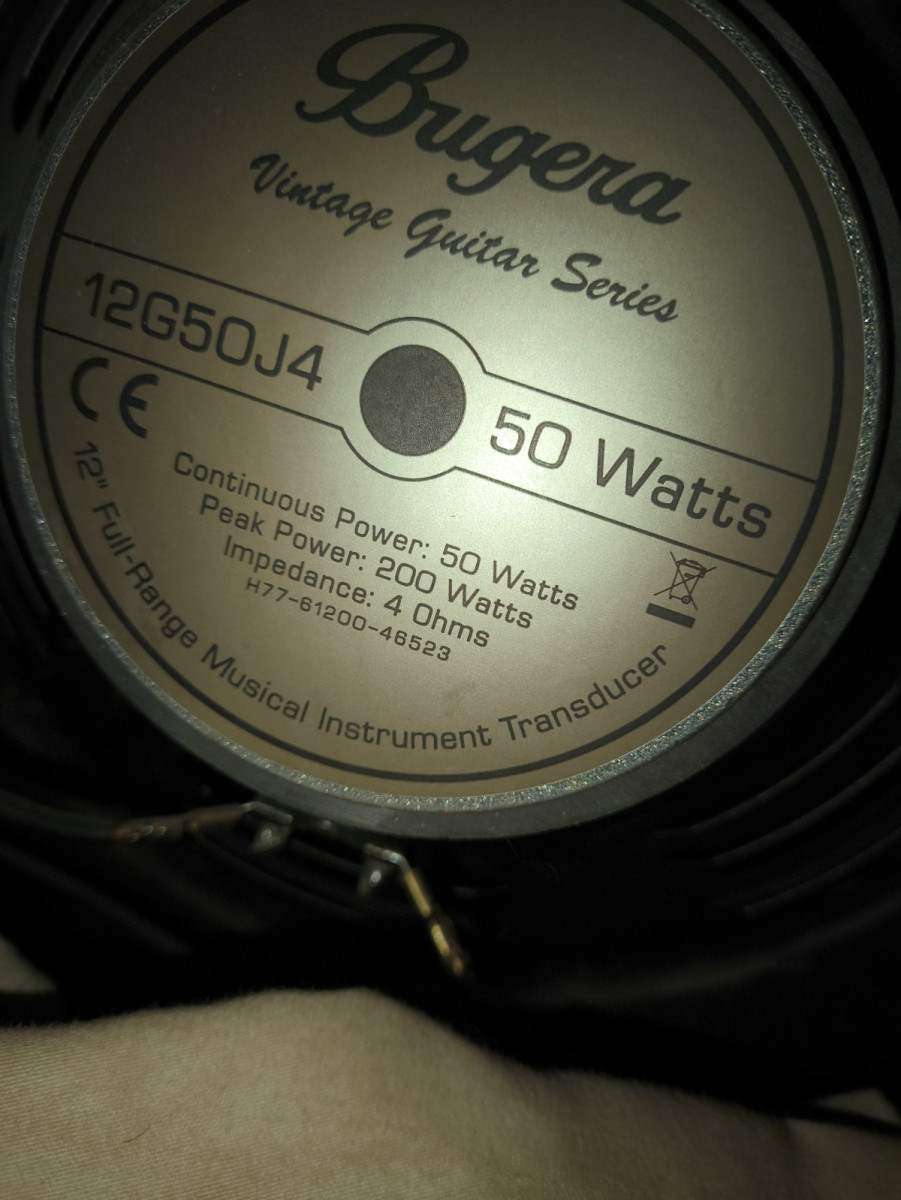 Bugera
Vintage Guitar Series
12G50J4
50 Watts
CE
Continuous Power: 50 Watts
Peak Power: 200 Watts
Impedance: 4 Ohms
H77-61200-46523
12" Full-Range Musical Instrument Transducer